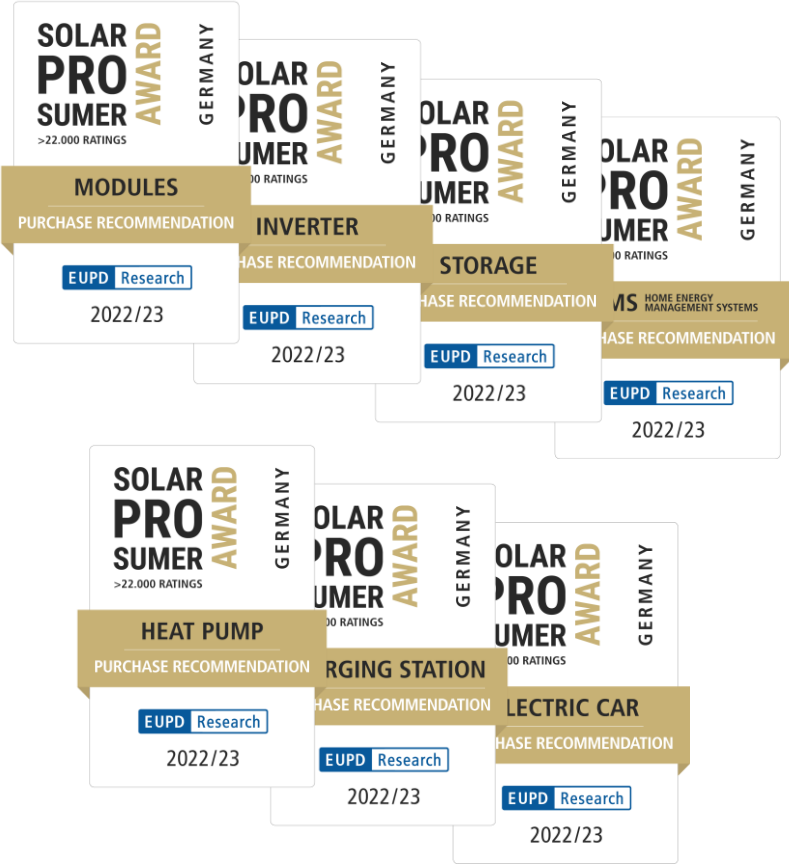 SOLAR
PRO
SUMER
AWARD
GERMANY
>22.000 RATINGS
MODULES
PURCHASE RECOMMENDATION
EUPD Research
2022/23
OLAR
PRO
UMER
AWARD
GERMANY
00 RATINGS
INVERTER
HASE RECOMMENDATION
EUPD Research
2022/23
OLAR
PRO
UMER
AWARD
GERMANY
00 RATINGS
STORAGE
HASE RECOMMENDATION
EUPD Research
2022/23
OLAR
PRO
UMER
AWARD
GERMANY
00 RATINGS
MS HOME ENERGY
MANAGEMENT SYSTEMS
HASE RECOMMENDATION
EUPD Research
2022/23
SOLAR
PRO
SUMER
AWARD
GERMANY
>22.000 RATINGS
HEAT PUMP
PURCHASE RECOMMENDATION
EUPD Research
2022/23
OLAR
PRO
UMER
AWARD
GERMANY
00 RATINGS
RGING STATION
HASE RECOMMENDATION
EUPD Research
2022/23
OLAR
PRO
UMER
AWARD
GERMANY
00 RATINGS
LECTRIC CAR
HASE RECOMMENDATION
EUPD Research
2022/23